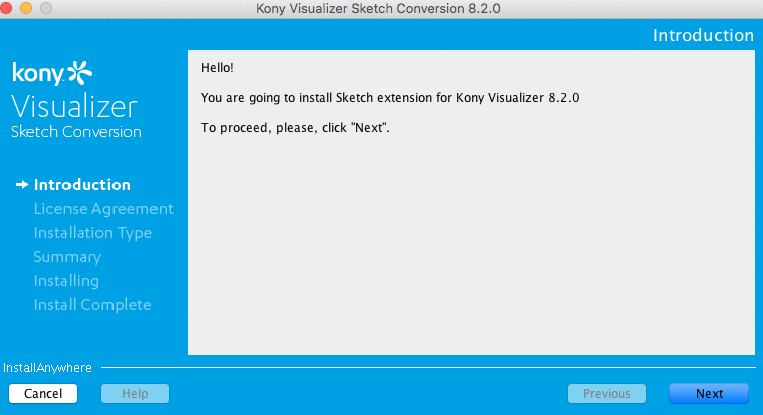 Kony Visualizer Sketch Conversion 8.2.0
Introduction
kony
Visualizer
Sketch Conversion
Introduction
License Agreement
Installation Type
Summary
Installing
Install Complete
Hello!
You are going to install Sketch extension for Kony Visualizer 8.2.0
To proceed, please, click "Next".
InstallAnywhere
Cancel
Help
Previous
Next